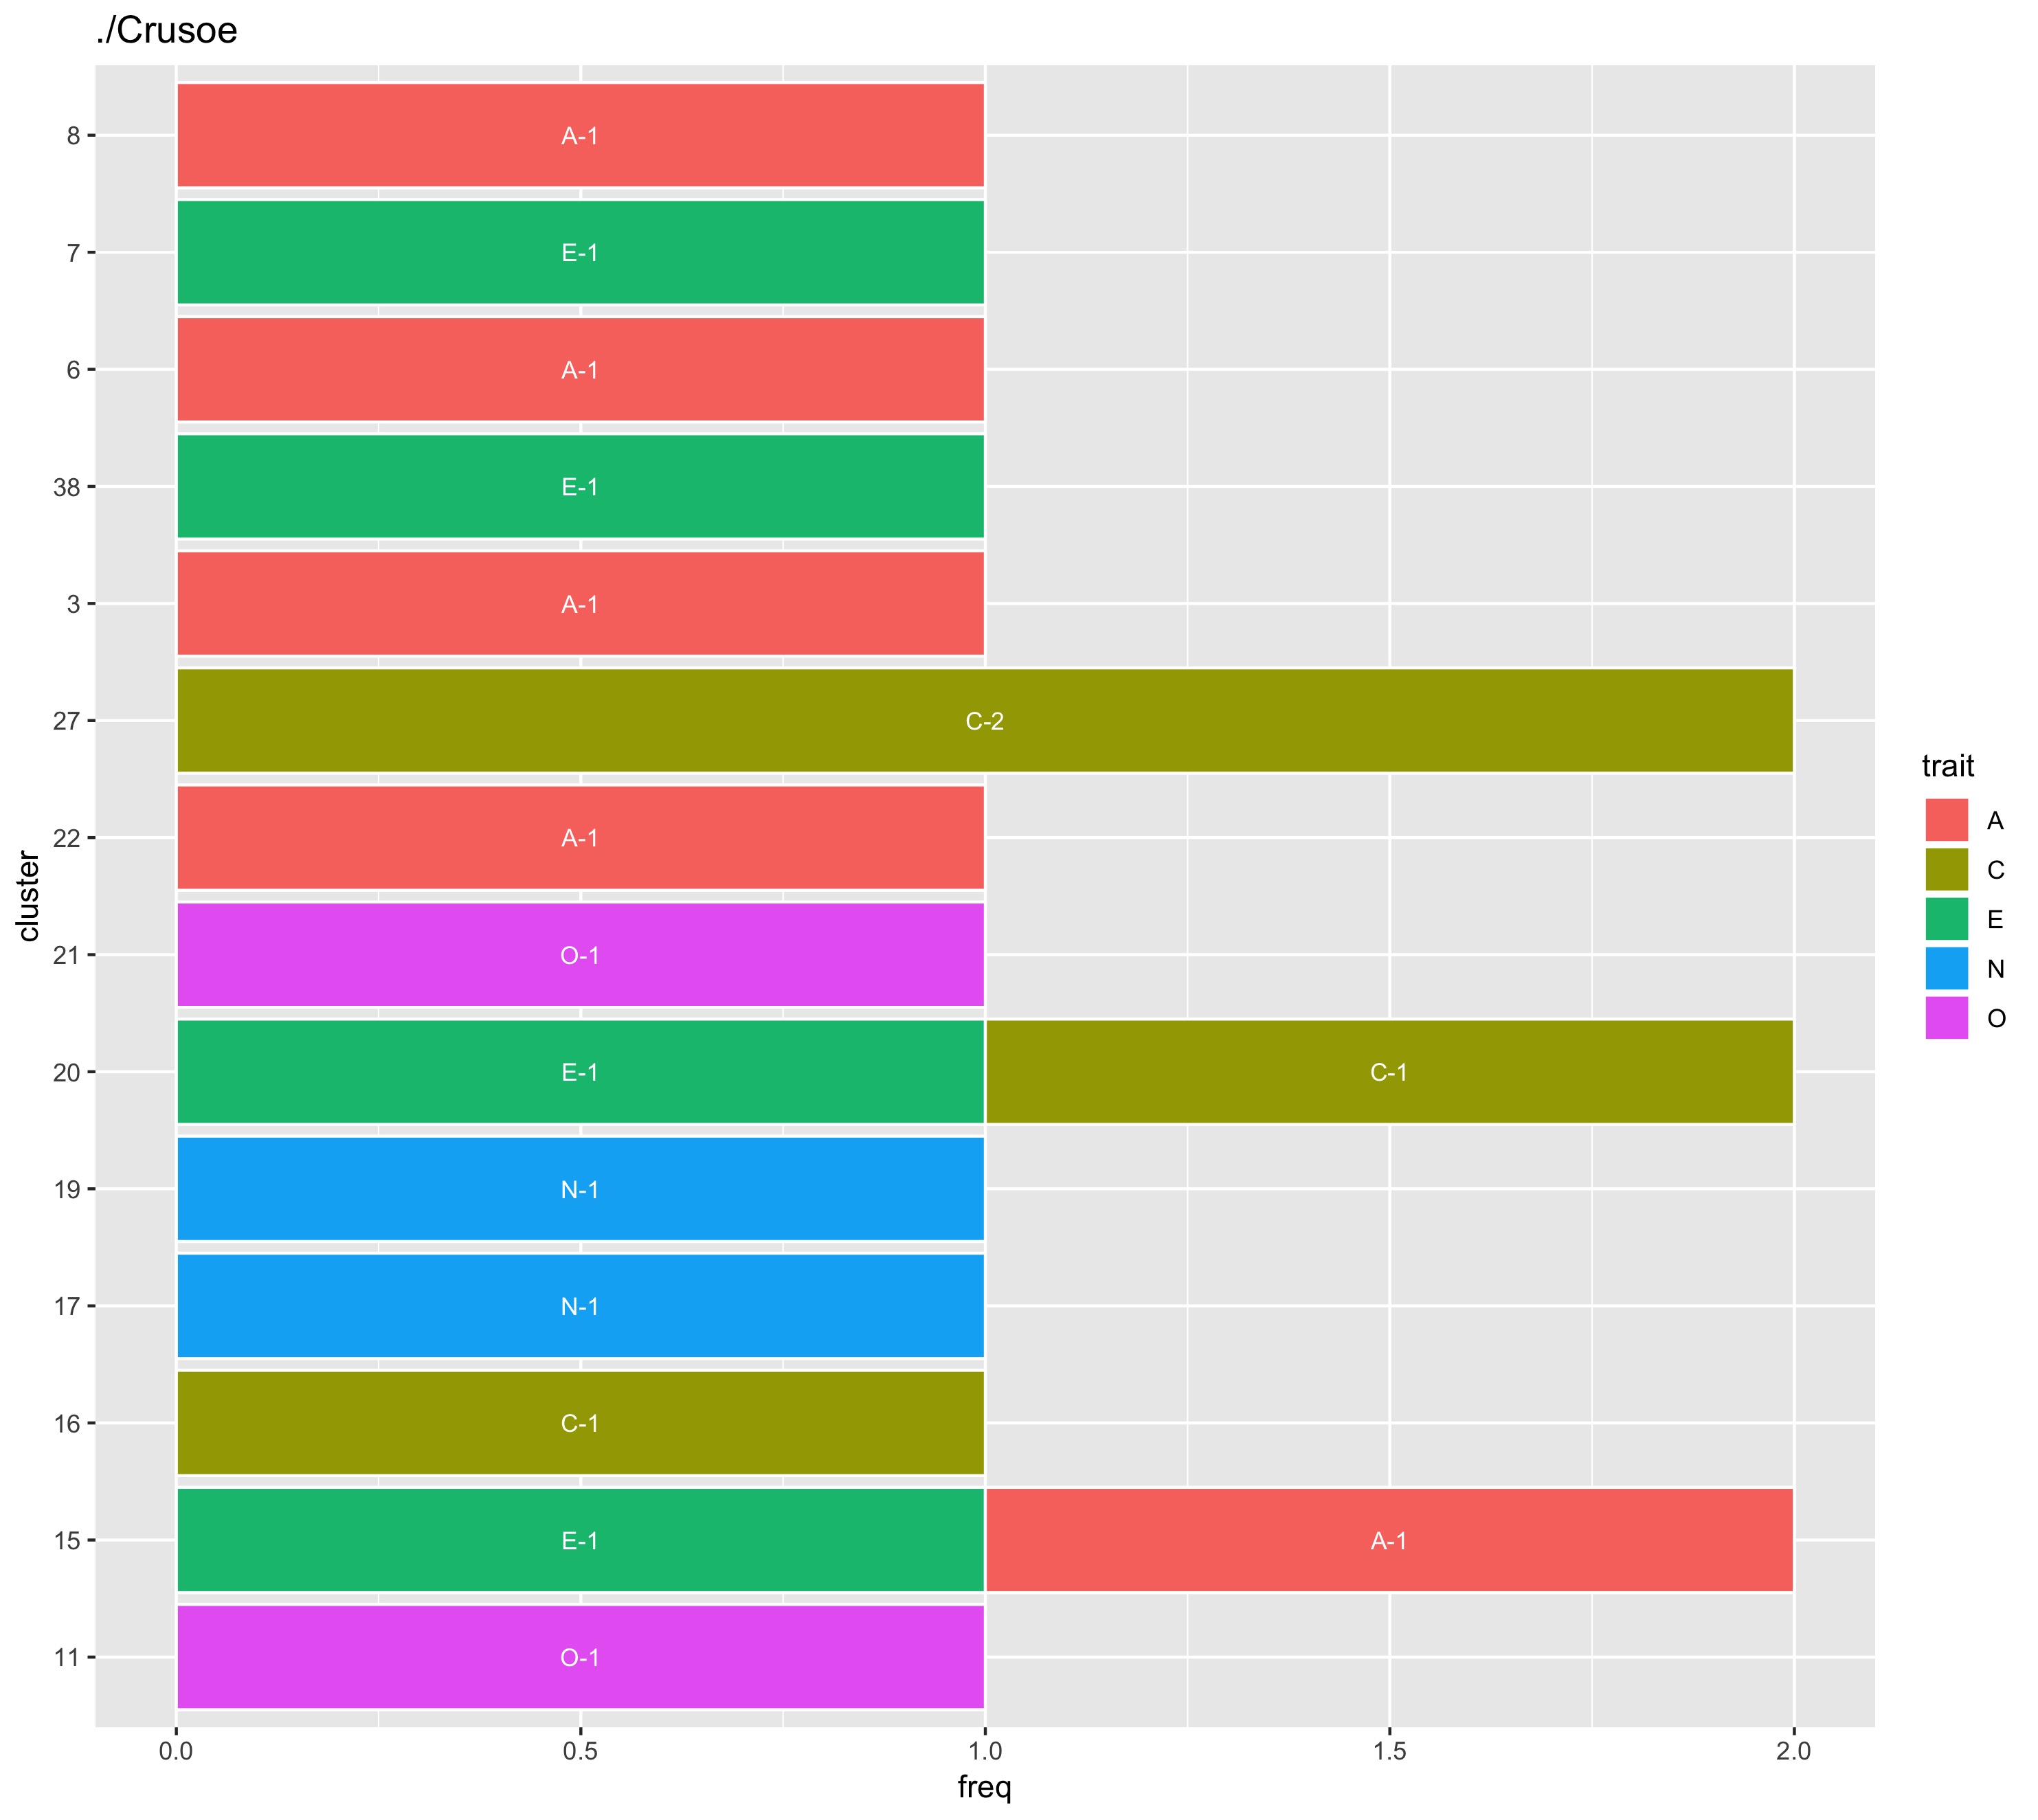 ./Crusoe
8
A-1
7
E-1
6
A-1
38
E-1
3
A-1
27
C-2
22
A-1
21
O-1
20
E-1 C-1
19
N-1
17
N-1
16
C-1
15
E-1 A-1
11
O-1
0.0 0.5 1.0 1.5 2.0
freq
cluster
trait
A
C
E
N
O